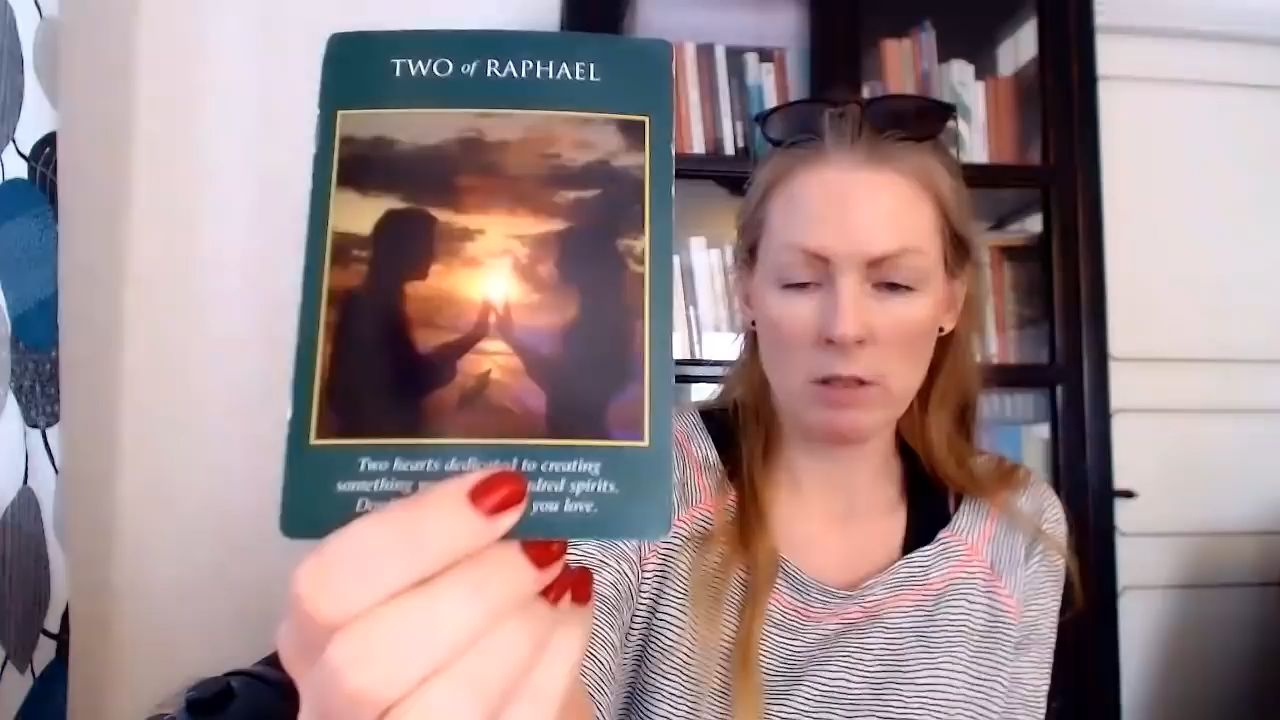 TWO of RAPHAEL
Two hearts dedicated to creating
something spirits.
you love.